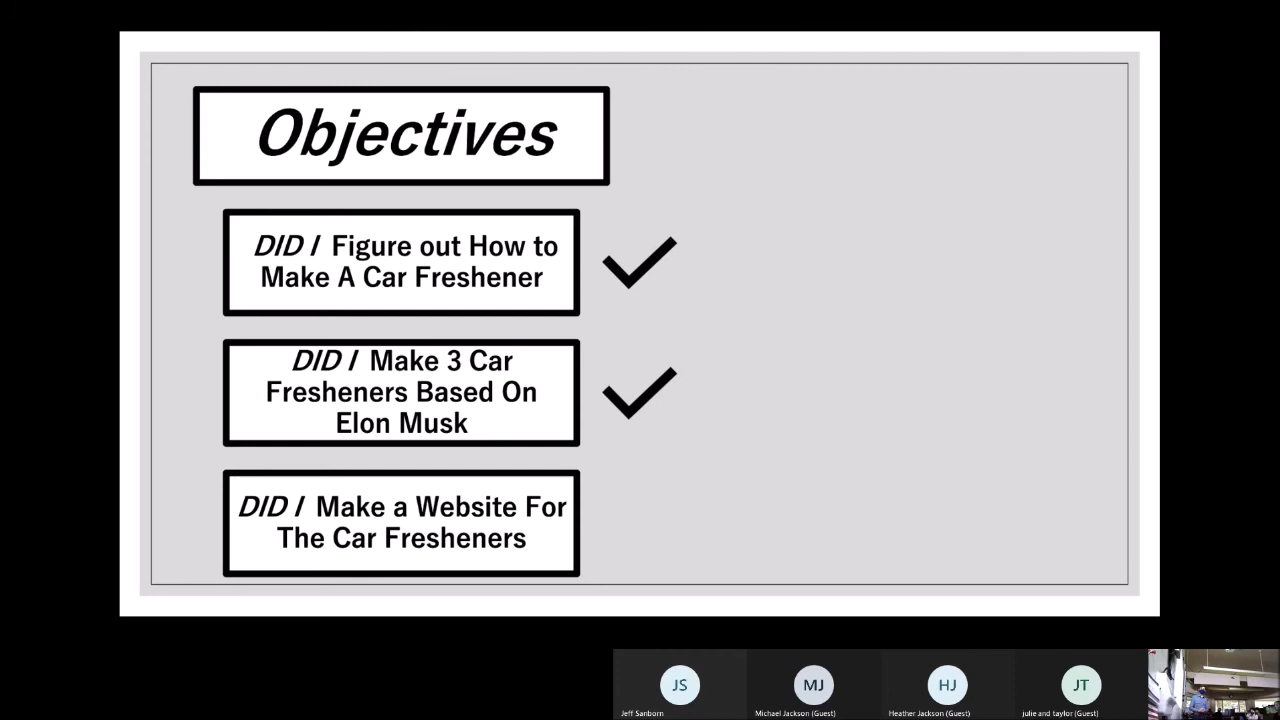 Objectives
DID I Figure out How to
Make A Car Freshener
DID I Make 3 Car
Fresheners Based On
Elon Musk
DID I Make a Website For
The Car Fresheners
JS
MJ
HJ
JT
Jeff Sanborn
Michael Jackson (Guest)
Heather Jackson (Guest)
julie and taylor (Guest)